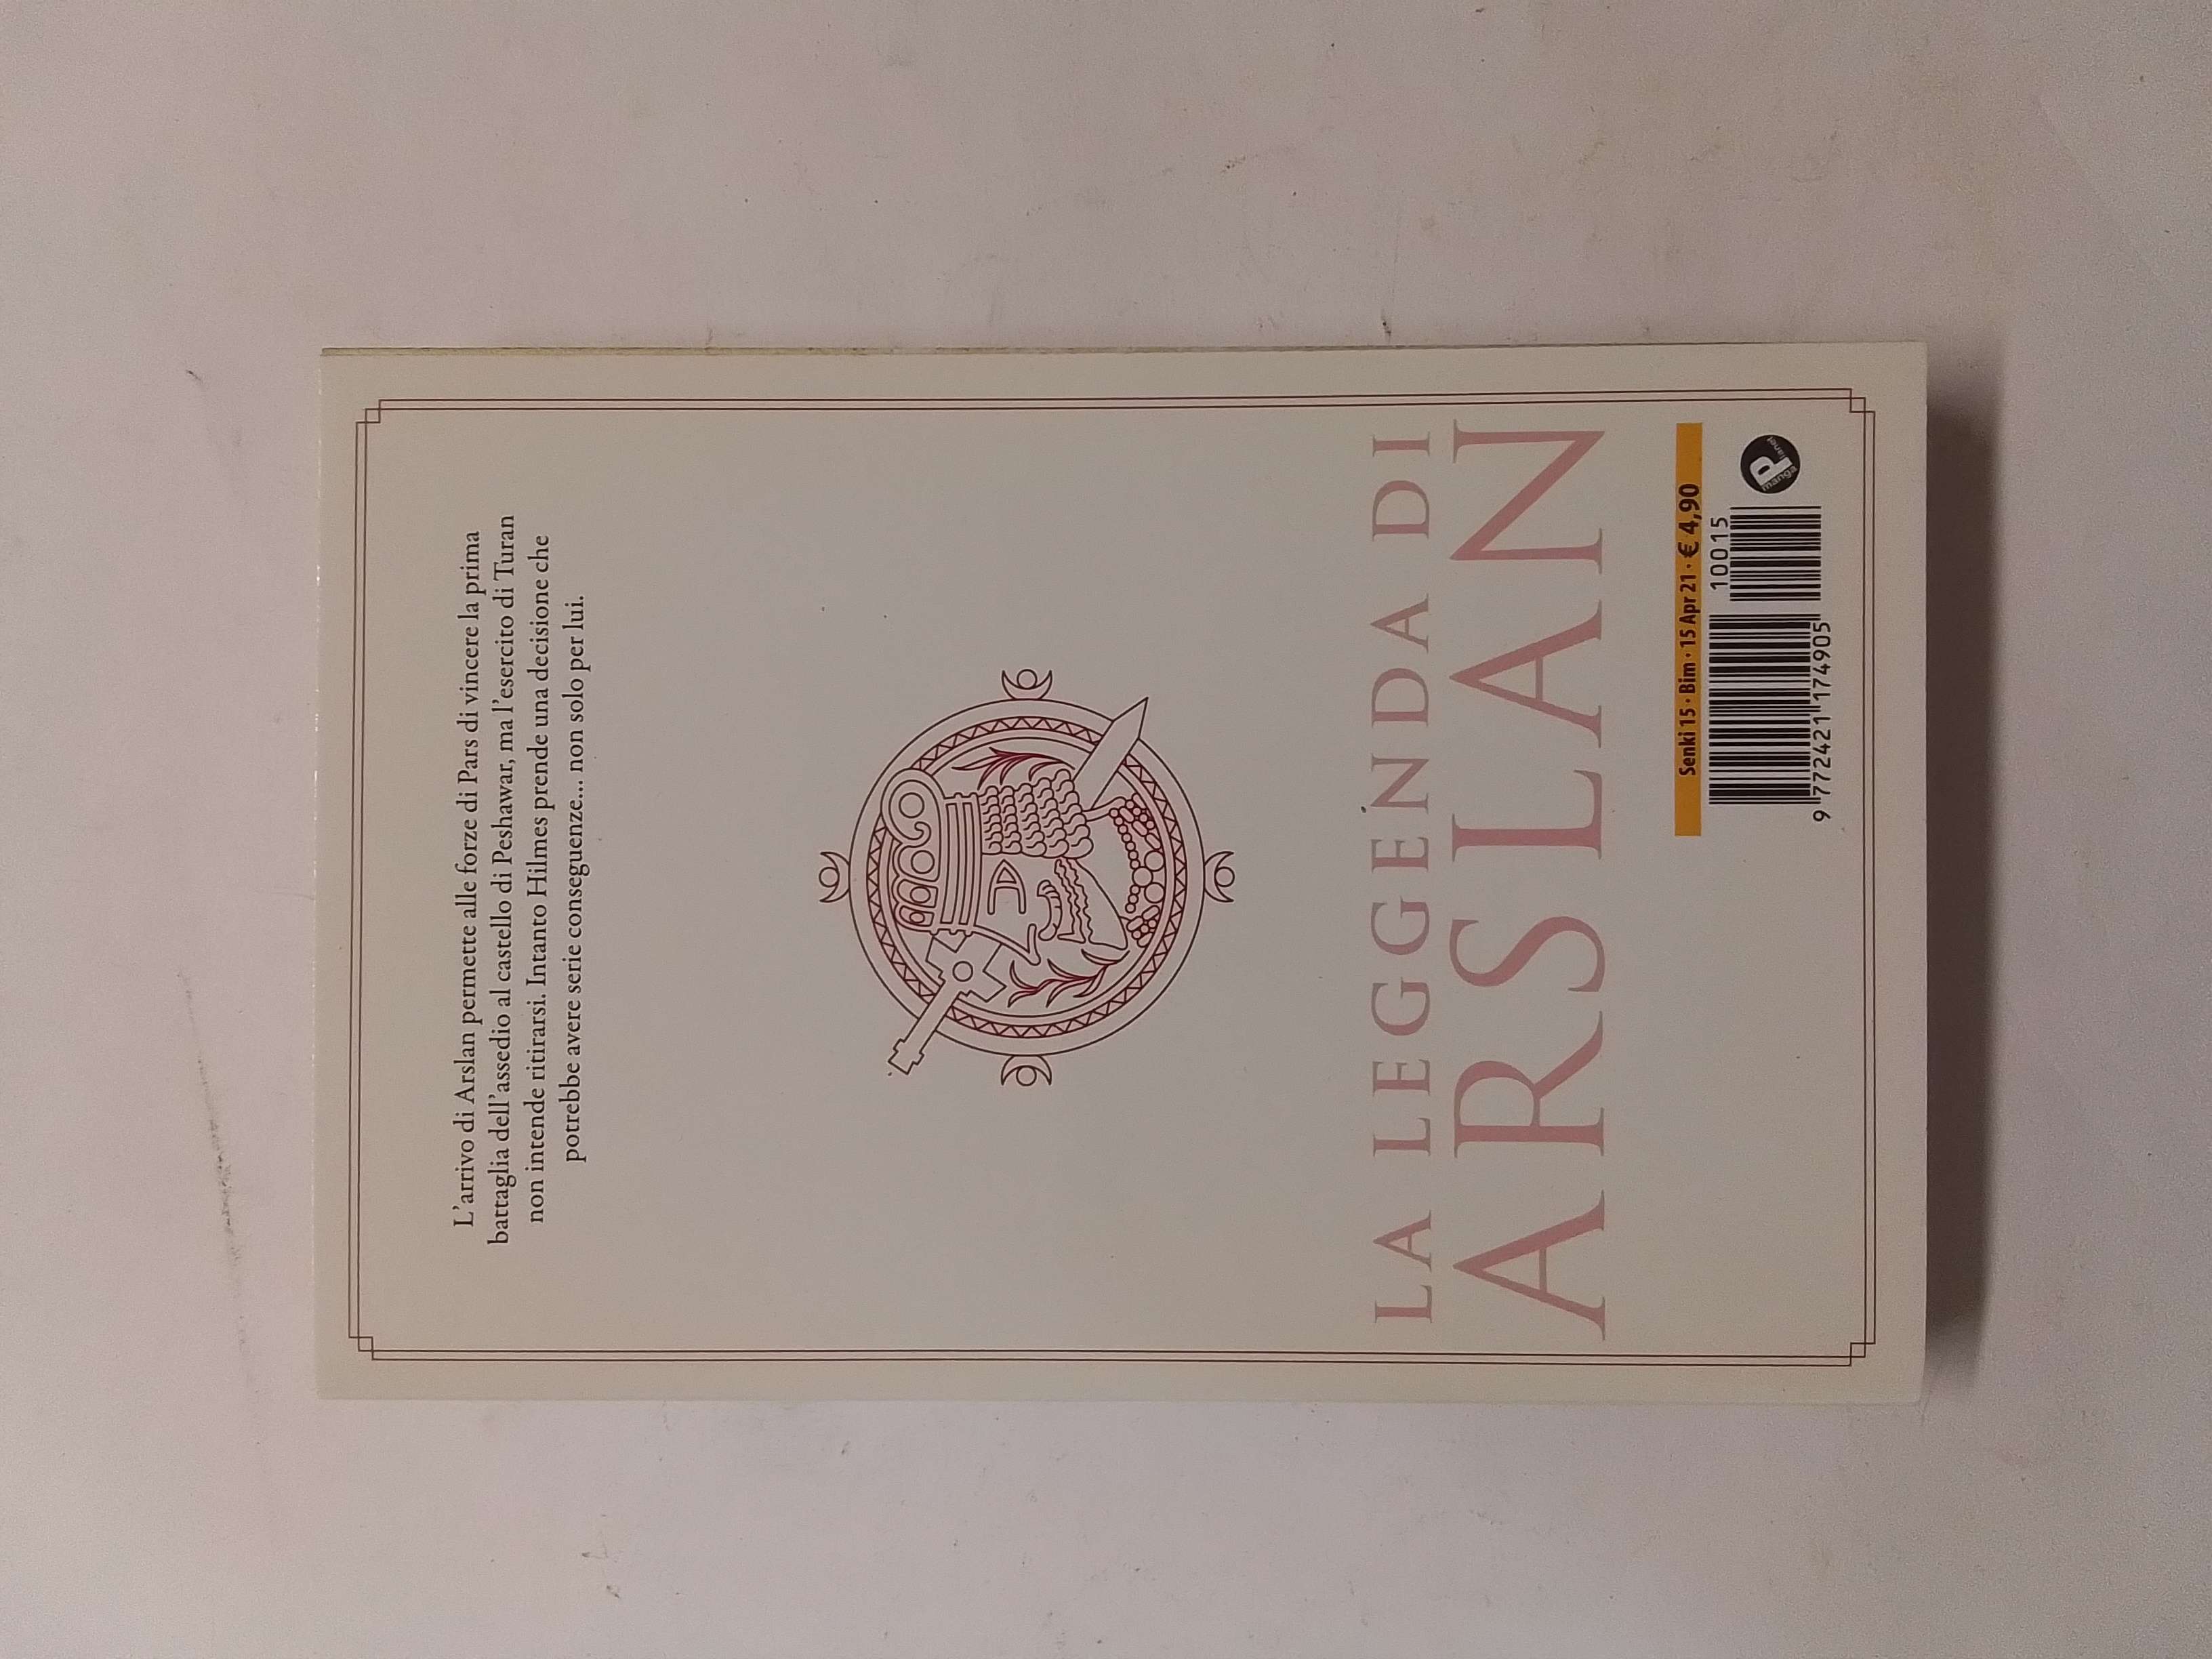 L'arrivo di Arslan permette alle forze di Pars di vincere la prima
battaglia dell'assedio al castello di Peshawar, ma l'esercito di Turan
non intende ritirarsi. Intanto Hilmes prende una decisione che
potrebbe avere serie conseguenze... non solo per lui.
LA LEGGENDA DI
ARSLAN
Senki 15 · Bim · 15 Apr 21 · € 4,90
10015
9 772421 174905
planet
manga